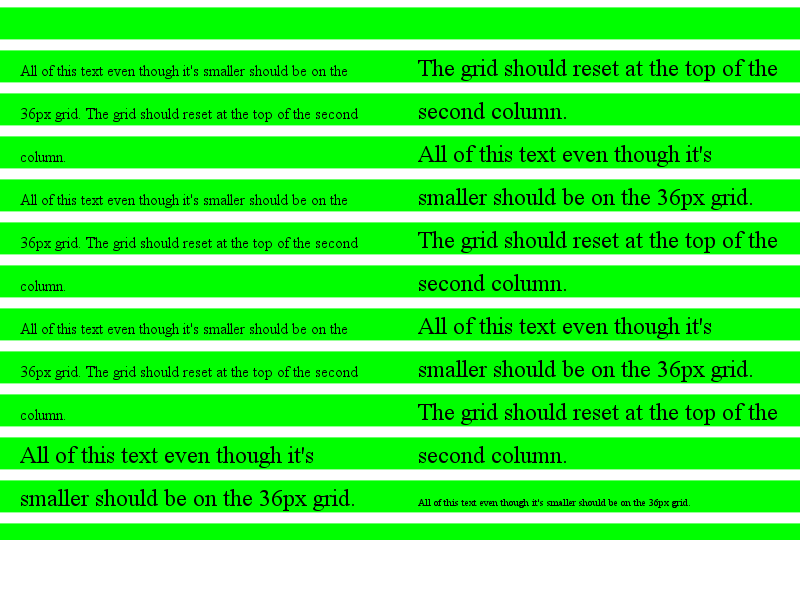 All of this text even though it's smaller should be on the
36px grid. The grid should reset at the top of the second
column.
All of this text even though it's smaller should be on the
36px grid. The grid should reset at the top of the second
column.
All of this text even though it's smaller should be on the
36px grid. The grid should reset at the top of the second
column.
All of this text even though it's
smaller should be on the 36px grid.
The grid should reset at the top of the
second column.
All of this text even though it's
smaller should be on the 36px grid.
The grid should reset at the top of the
second column.
All of this text even though it's
smaller should be on the 36px grid.
The grid should reset at the top of the
second column.
All of this text even though it's smaller should be on the 36px grid.